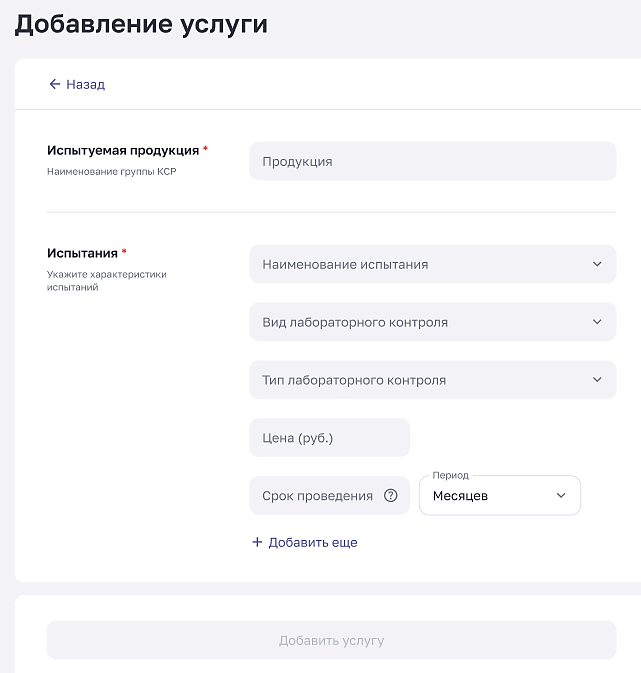 Добавление услуги
← Назад
Испытуемая продукция *
Наименование группы КСР
Продукция
Испытания *
Укажите характеристики
испытаний
Наименование испытания
Вид лабораторного контроля
Тип лабораторного контроля
Цена (руб.)
Срок проведения ?
Период
Месяцев
+ Добавить еще
Добавить услугу